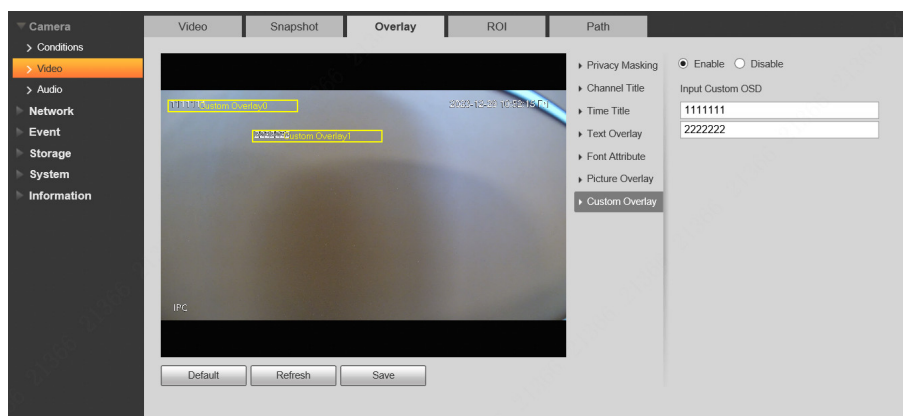 Camera
Conditions
Video
Audio
Network
Event
Storage
System
Information
Video Snapshot Overlay ROI Path
Custom Overlay0
Custom Overlay1
IPC
Default Refresh Save
Privacy Masking
Channel Title
Time Title
Text Overlay
Font Attribute
Picture Overlay
Custom Overlay
Enable Disable
Input Custom OSD
1111111
2222222